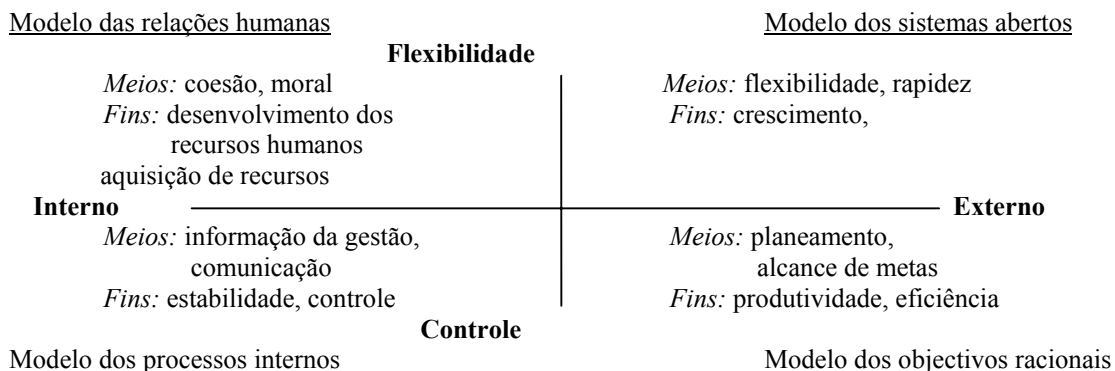 Modelo das relações humanas Modelo dos sistemas abertos
Flexibilidade
Meios: coesão, moral Meios: flexibilidade, rapidez
Fins: desenvolvimento dos Fins: crescimento,
recursos humanos
aquisição de recursos
Interno Externo
Meios: informação da gestão, Meios: planeamento,
comunicação alcance de metas
Fins: estabilidade, controle Fins: produtividade, eficiência
Controle
Modelo dos processos internos Modelo dos objectivos racionais